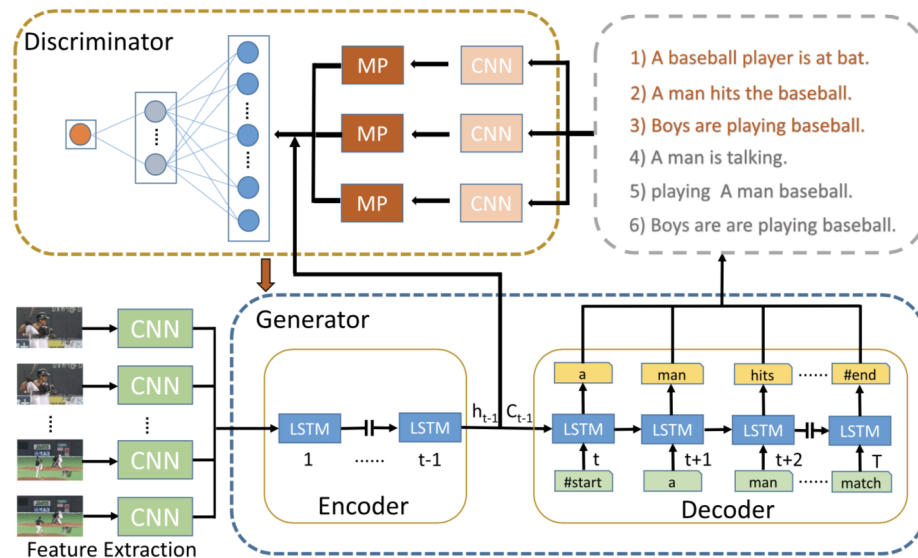 Discriminator
MP
CNN
MP
CNN
MP
CNN
1) A baseball player is at bat.
2) A man hits the baseball.
3) Boys are playing baseball.
4) A man is talking.
5) playing A man baseball.
6) Boys are are playing baseball.
CNN
CNN
CNN
CNN
Feature Extraction
Generator
LSTM
LSTM
1 ...... t-1
Encoder
h t-1
C t-1
a man hits ...... #end
LSTM LSTM LSTM LSTM
t t+1 t+2 T
#start a man ...... match
Decoder